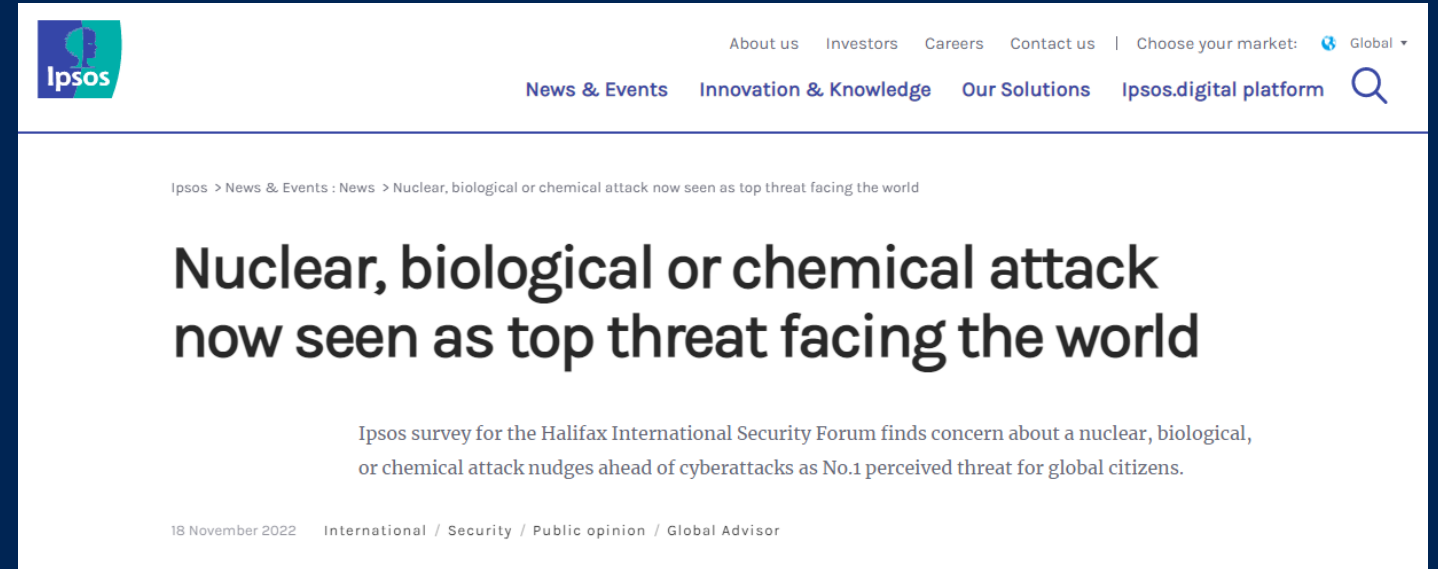 Ipsos
About us Investors Careers Contact us | Choose your market: Global
News & Events Innovation & Knowledge Our Solutions Ipsos.digital platform
Ipsos > News & Events : News > Nuclear, biological or chemical attack now seen as top threat facing the world
Nuclear, biological or chemical attack
now seen as top threat facing the world
Ipsos survey for the Halifax International Security Forum finds concern about a nuclear, biological,
or chemical attack nudges ahead of cyberattacks as No.1 perceived threat for global citizens.
18 November 2022 International / Security / Public opinion / Global Advisor